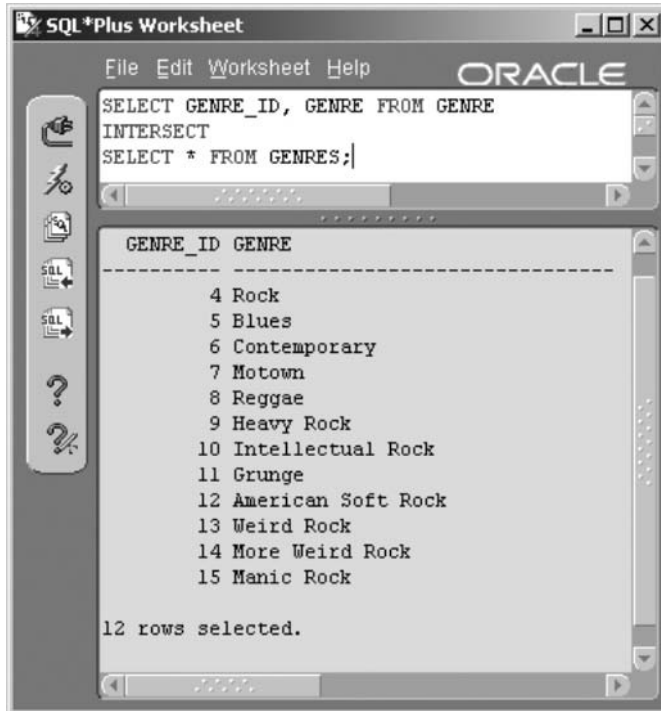 SQL*Plus Worksheet
File Edit Worksheet Help
ORACLE
SELECT GENRE_ID, GENRE FROM GENRE
INTERSECT
SELECT * FROM GENRES;
GENRE_ID GENRE
---------- --------------------------------
4 Rock
5 Blues
6 Contemporary
7 Motown
8 Reggae
9 Heavy Rock
10 Intellectual Rock
11 Grunge
12 American Soft Rock
13 Weird Rock
14 More Weird Rock
15 Manic Rock
12 rows selected.
SQL
SQL